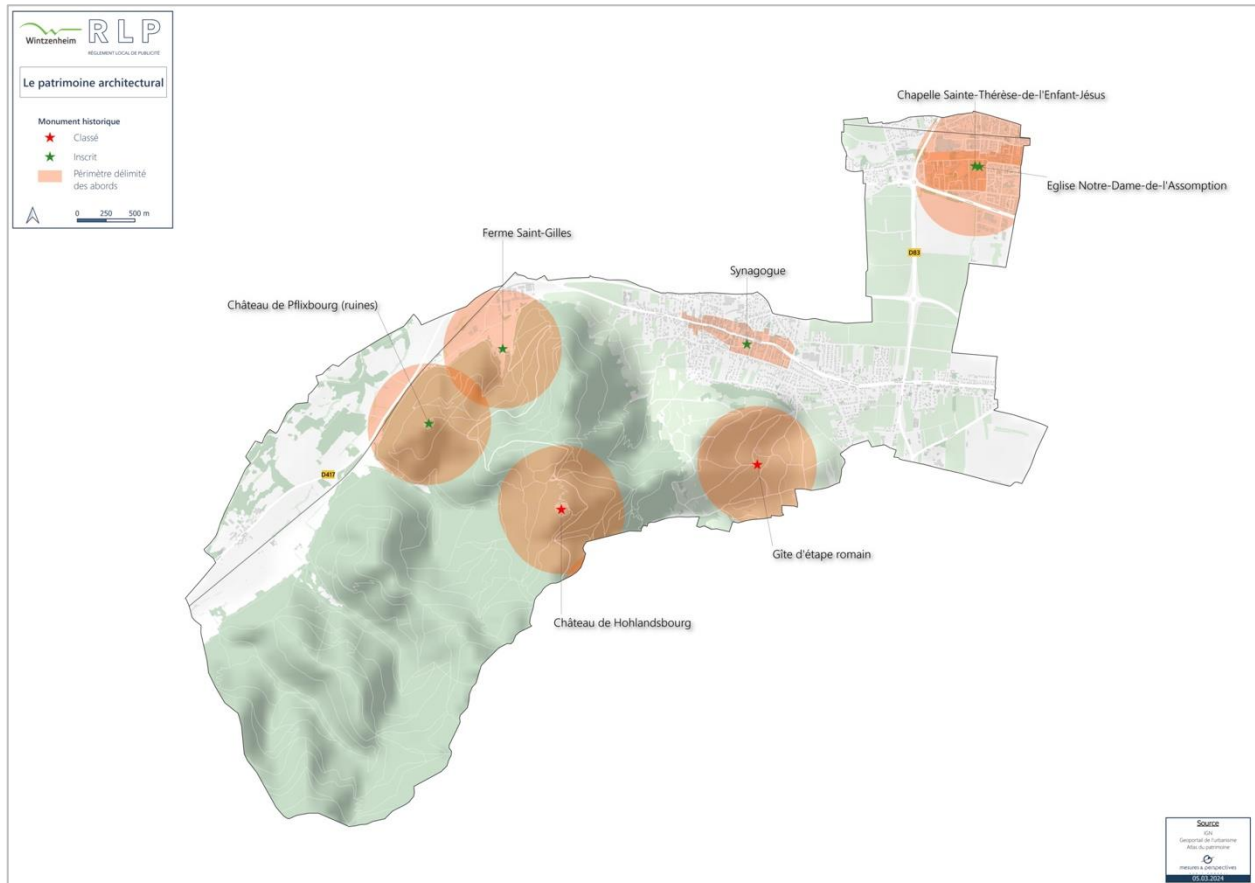 Wintzenheim
RLP
RÈGLEMENT LOCAL DE PUBLICITÉ
Le patrimoine architectural
Monument historique
Classé
Inscrit
Périmètre délimité
des abords
0 250 500 m
Chapelle Sainte-Thérèse-de-l'Enfant-Jésus
Eglise Notre-Dame-de-l'Assomption
Ferme Saint-Gilles
Synagogue
D83
Château de Pflixbourg (ruines)
D417
Gîte d'étape romain
Château de Hohlandsbourg
Source
IGN
Geoportail de l'urbanisme
Atlas du patrimoine
mesures & perspectives
05.03.2024